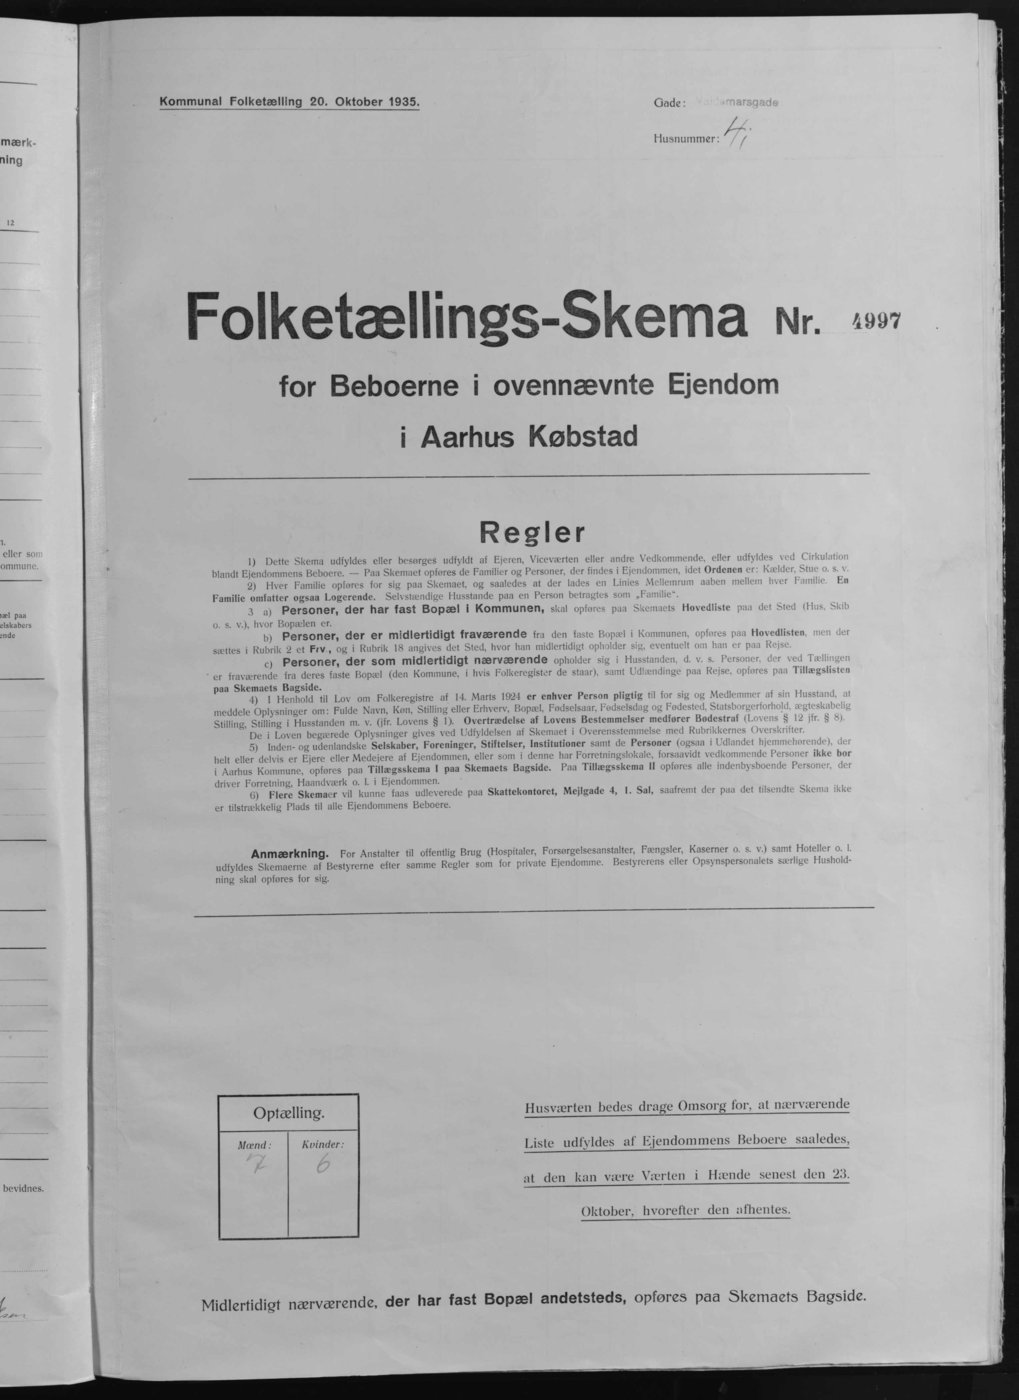 Kommunal Folketælling 20. Oktober 1935.
Gade: marsgade
Husnummer: 4
Folketællings-Skema Nr. 4997
for Beboerne i ovennævnte Ejendom
i Aarhus Købstad
Regler
1) Dette Skema udfyldes eller besørges udfyldt af Ejeren, Viceværten eller andre Vedkommende, eller udfyldes ved Cirkulation
blandt Ejendommens Beboere. — Paa Skemaet opføres de Familier og Personer, der findes i Ejendommen, idet Ordenen er: Kælder, Stue o. s. v.
2) Hver Familie opføres for sig paa Skemaet, og saaledes at der lades en Linies Mellemrum aaben mellem hver Familie. En
Familie omfatter ogsaa Logerende. Selvstændige Husstande paa en Person betragtes som „Familie“.
3 a) Personer, der har fast Bopæl i Kommunen, skal opføres paa Skemaets Hovedliste paa det Sted (Hus, Skib
o. s. v.), hvor Bopælen er.
b) Personer, der er midlertidigt fraværende fra den faste Bopæl i Kommunen, opføres paa Hovedlisten, men der
sættes i Rubrik 2 et Frv., og i Rubrik 18 angives det Sted, hvor han midlertidigt opholder sig, eventuelt om han er paa Rejse.
c) Personer, der som midlertidigt nærværende opholder sig i Husstanden, d. v. s. Personer, der ved Tællingen
er fraværende fra deres faste Bopæl (den Kommune, i hvis Folkeregister de staar), samt Udlændinge paa Rejse, opføres paa Tillægslisten
paa Skemaets Bagside.
4) I Henhold til Lov om Folkeregistre af 14. Marts 1924 er enhver Person pligtig til for sig og Medlemmer af sin Husstand, at
meddele Oplysninger om: Fulde Navn, Køn, Stilling eller Erhverv, Bopæl, Fødselsaar, Fødselsdag og Fødested, Statsborgerforhold, ægteskabelig
Stilling, Stilling i Husstanden m. v. (jfr. Lovens § 1). Overtrædelse af Lovens Bestemmelser medfører Bødestraf (Lovens § 12 jfr. § 8).
De i Loven begærede Oplysninger gives ved Udfyldelsen af Skemaet i Overensstemmelse med Rubrikkernes Overskrifter.
5) Inden- og udenlandske Selskaber, Foreninger, Stiftelser, Institutioner samt de Personer (ogsaa i Udlandet hjemmehørende), der
helt eller delvis er Ejere eller Medejere af Ejendommen, eller som i denne har Forretningslokale, forsaavidt vedkommende Personer ikke bor
i Aarhus Kommune, opføres paa Tillægsskema I paa Skemaets Bagside. Paa Tillægsskema II opføres alle indenbysboende Personer, der
driver Forretning, Haandværk o. l. i Ejendommen.
6) Flere Skemaer vil kunne faas udleverede paa Skattekontoret, Mejlgade 4, 1. Sal, saafremt der paa det tilsendte Skema ikke
er tilstrækkelig Plads til alle Ejendommens Beboere.
Anmærkning. For Anstalter til offentlig Brug (Hospitaler, Forsørgelsesanstalter, Fængsler, Kaserner o. s. v.) samt Hoteller o. l.
udfyldes Skemaerne af Bestyrerne efter samme Regler som for private Ejendomme. Bestyrerens eller Opsynspersonalets særlige Hushold-
ning skal opføres for sig.
Optælling.
Mænd: Kvinder:
7 6
Husværten bedes drage Omsorg for, at nærværende
Liste udfyldes af Ejendommens Beboere saaledes,
at den kan være Værten i Hænde senest den 23.
Oktober, hvorefter den afhentes.
Midlertidigt nærværende, der har fast Bopæl andetsteds, opføres paa Skemaets Bagside.
mærk-
ning
12
eller som
ommune.
pæl paa
elskabers
ende
bevidnes.